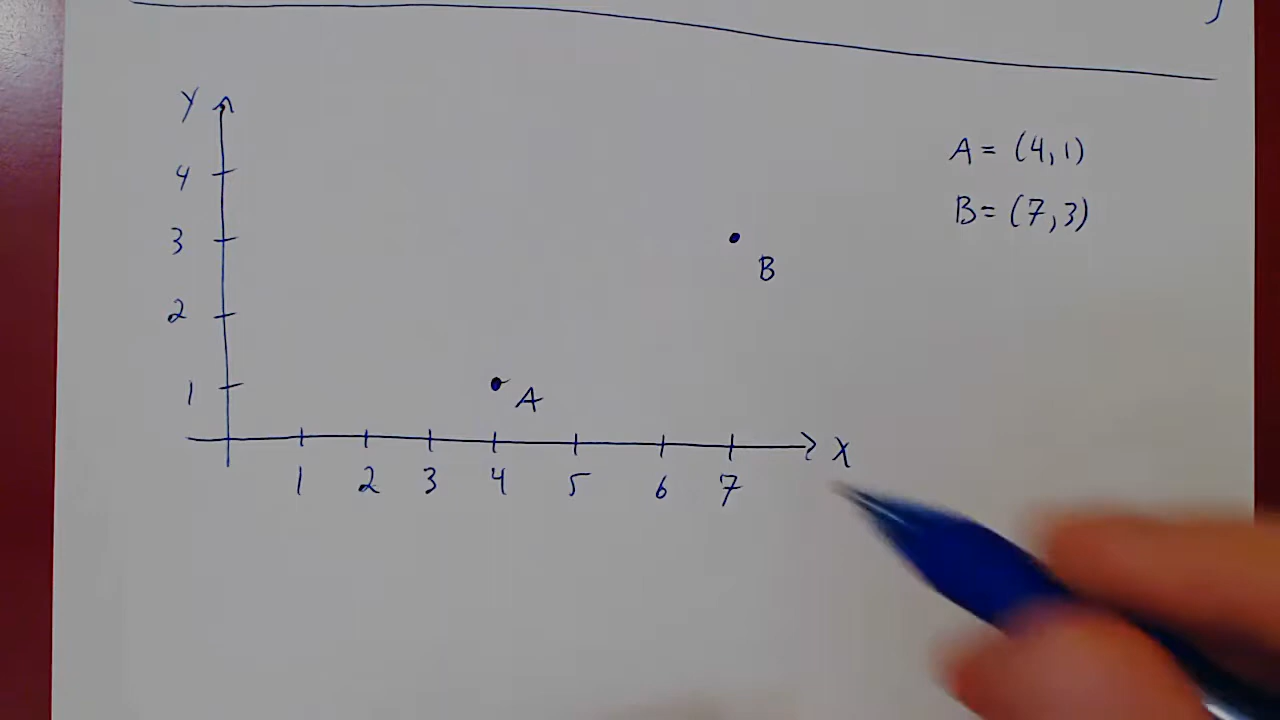 Y
4
3
2
1
A
B
1 2 3 4 5 6 7
X
A = (4,1)
B = (7,3)